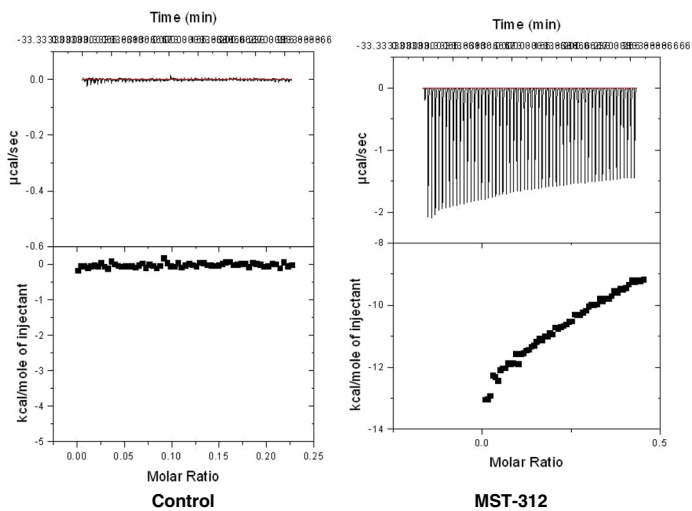 Time (min)
0.0
-0.2
-0.4
-0.6
µcal/sec
0
-1
-2
-3
-4
-5
kcal/mole of injectant
0.00 0.05 0.10 0.15 0.20 0.25
Molar Ratio
Control
Time (min)
0
-1
-2
µcal/sec
-8
-10
-12
-14
kcal/mole of injectant
0.0 0.5
Molar Ratio
MST-312